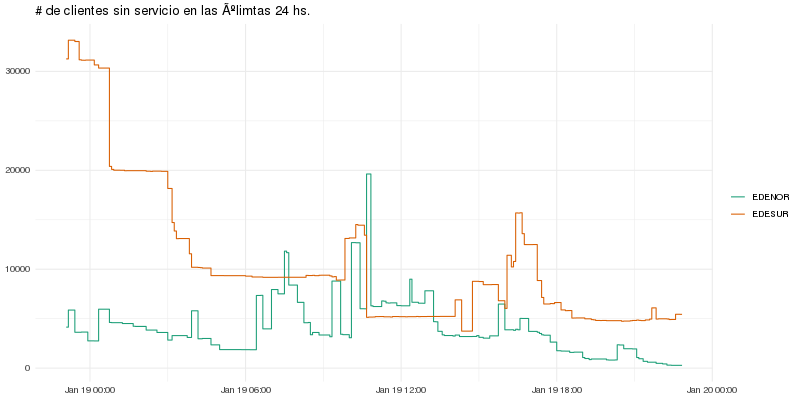 # de clientes sin servicio en las Ãºlimtas 24 hs.
30000
20000
10000
0
Jan 19 00:00
Jan 19 06:00
Jan 19 12:00
Jan 19 18:00
Jan 20 00:00
EDENOR
EDESUR